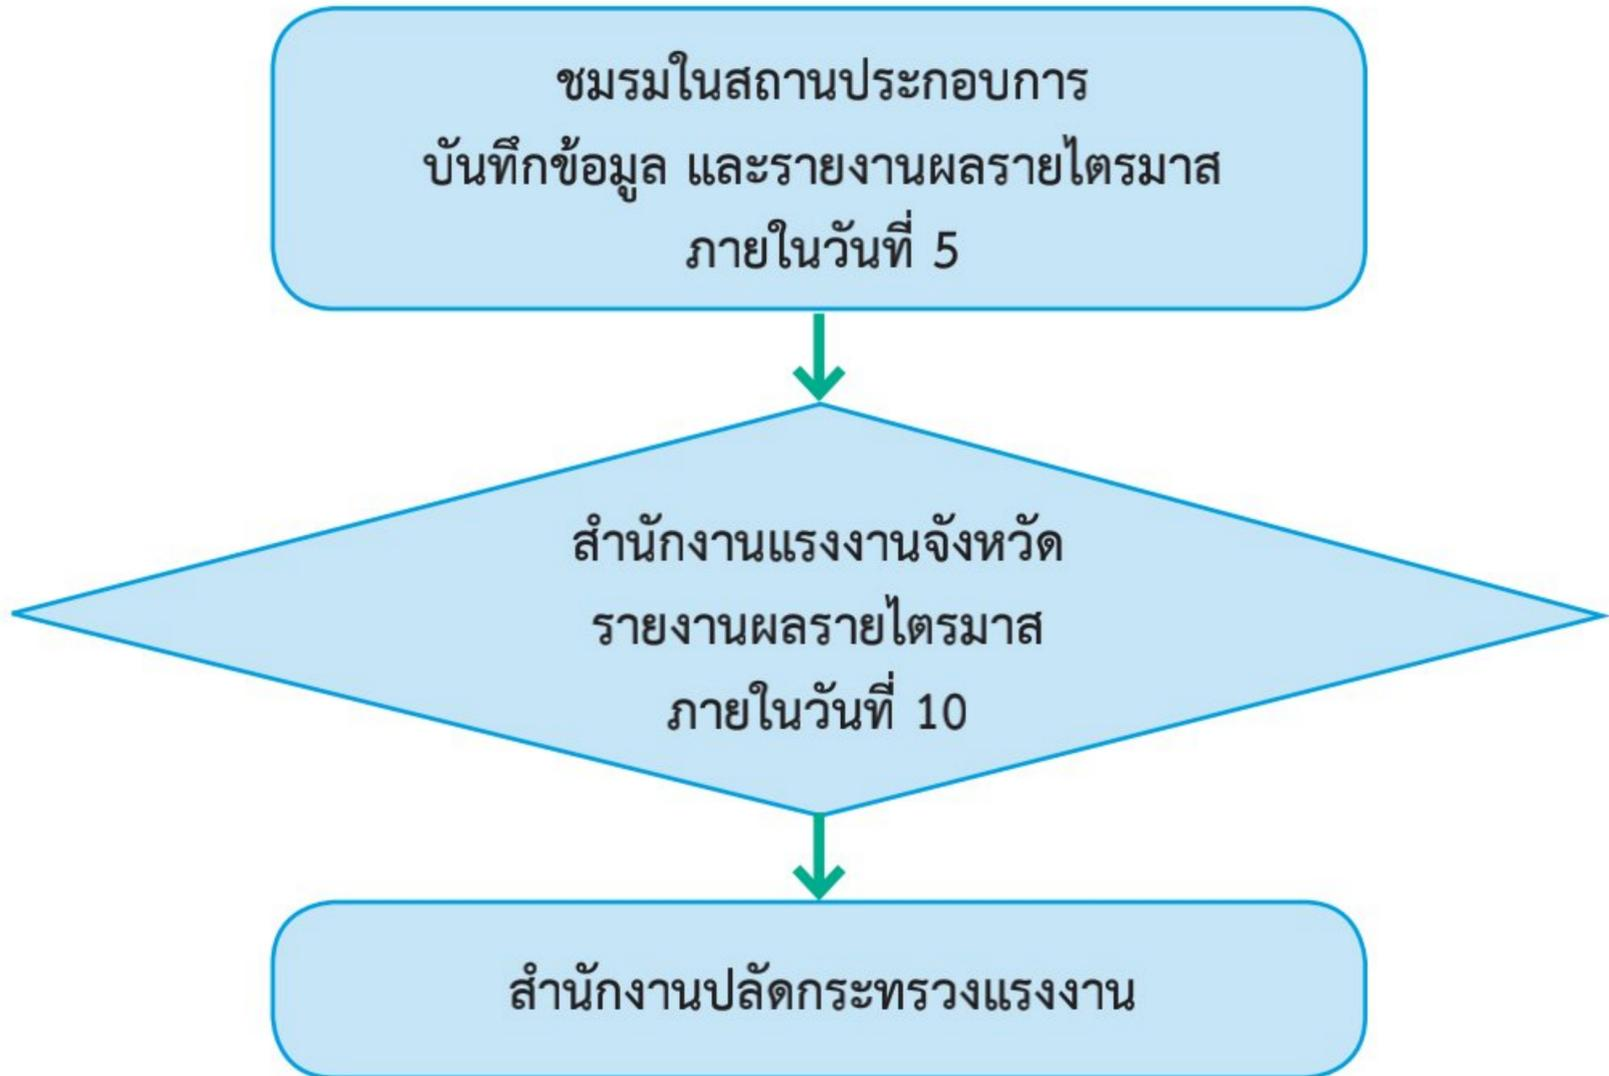 ชมรมในสถานประกอบการ
บันทึกข้อมูล และรายงานผลรายไตรมาส
ภายในวันที่ 5
สำนักงานแรงงานจังหวัด
รายงานผลรายไตรมาส
ภายในวันที่ 10
สำนักงานปลัดกระทรวงแรงงาน